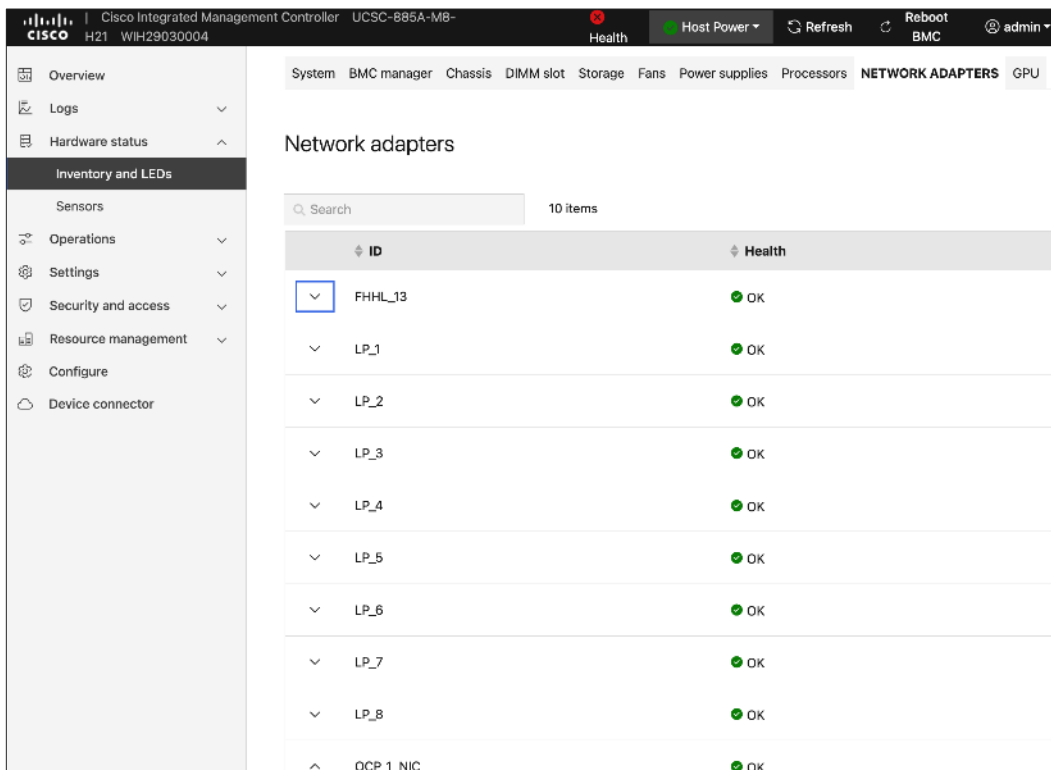 Cisco Integrated Management Controller UCSC-885A-M8-
CISCO H21 WIH29030004
Health
Host Power
Refresh
Reboot BMC
admin
Overview
Logs
Hardware status
Inventory and LEDs
Sensors
Operations
Settings
Security and access
Resource management
Configure
Device connector
System BMC manager Chassis DIMM slot Storage Fans Power supplies Processors NETWORK ADAPTERS GPU
Network adapters
Search 10 items
ID Health
FHHL_13 OK
LP_1 OK
LP_2 OK
LP_3 OK
LP_4 OK
LP_5 OK
LP_6 OK
LP_7 OK
LP_8 OK
OCP_1_NIC OK